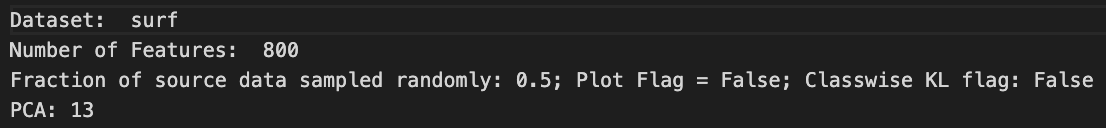 Dataset:  surf
Number of Features:  800
Fraction of source data sampled randomly: 0.5; Plot Flag = False; Classwise KL flag: False
PCA: 13